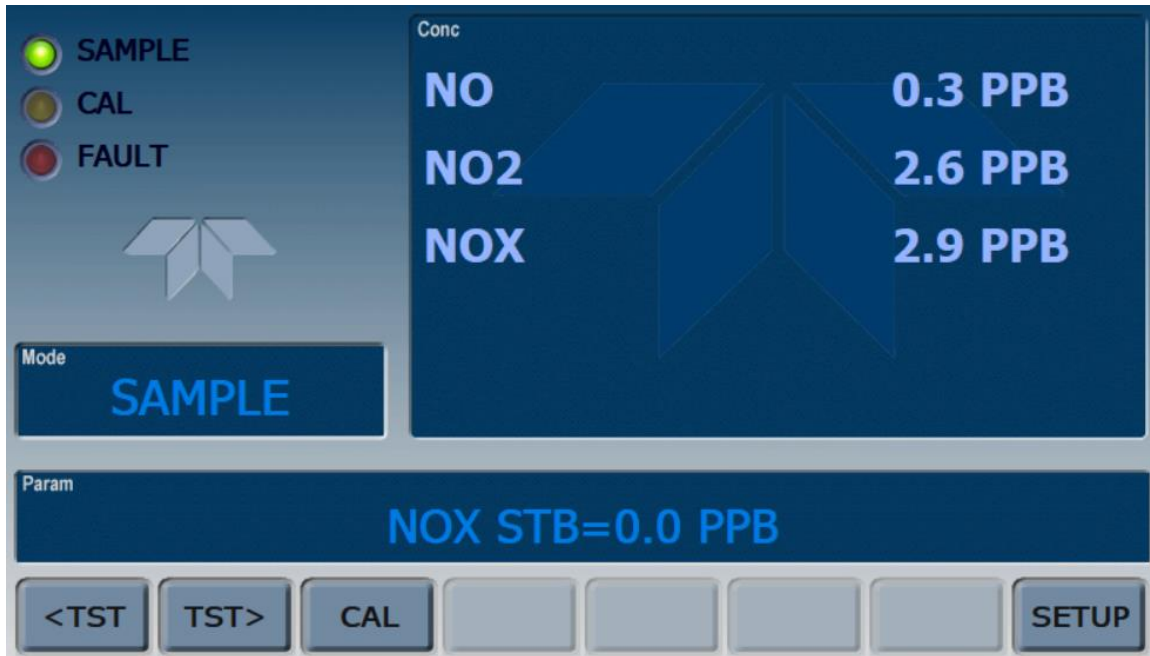 SAMPLE
CAL
FAULT
Conc
NO 0.3 PPB
NO2 2.6 PPB
NOX 2.9 PPB
Mode
SAMPLE
Param
NOX STB=0.0 PPB
<TST TST> CAL SETUP